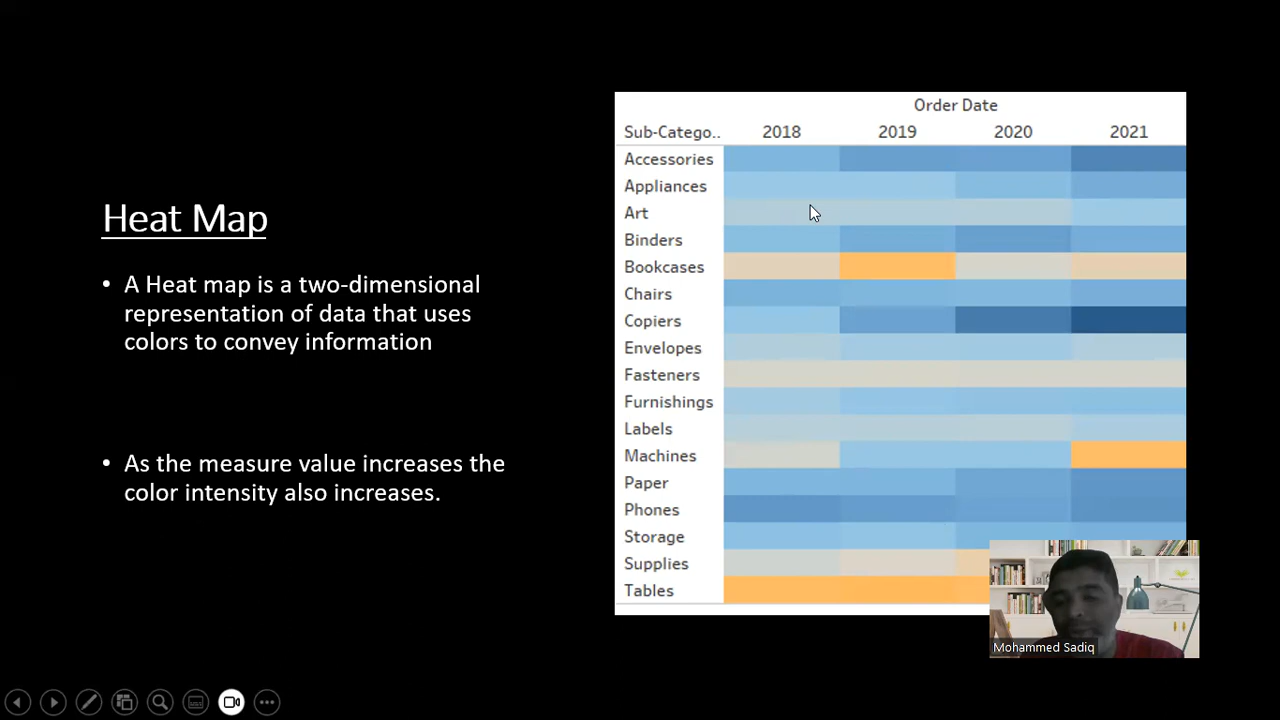 Heat Map
• A Heat map is a two-dimensional
representation of data that uses
colors to convey information
• As the measure value increases the
color intensity also increases.
Order Date
Sub-Catego.. 2018 2019 2020 2021
Accessories
Appliances
Art
Binders
Bookcases
Chairs
Copiers
Envelopes
Fasteners
Furnishings
Labels
Machines
Paper
Phones
Storage
Supplies
Tables
Mohammed Sadiq